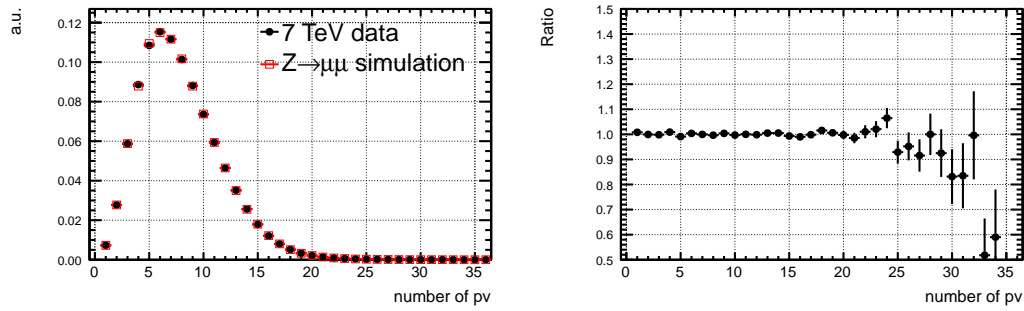 a.u.
0.12
0.10
0.08
0.06
0.04
0.02
0.00
7 TeV data
Z→μμ simulation
0 5 10 15 20 25 30 35
number of pv
Ratio
1.5
1.4
1.3
1.2
1.1
1.0
0.9
0.8
0.7
0.6
0.5
0 5 10 15 20 25 30 35
number of pv